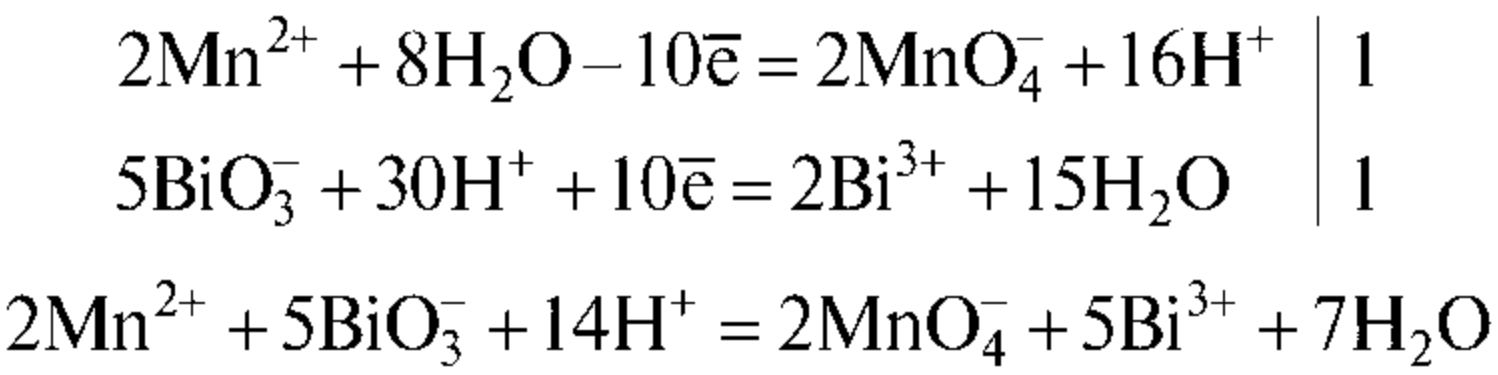 2Mn²⁺ + 8H₂O − 10ē = 2MnO₄⁻ + 16H⁺ | 1
5BiO₃⁻ + 30H⁺ + 10ē = 2Bi³⁺ + 15H₂O | 1
2Mn²⁺ + 5BiO₃⁻ + 14H⁺ = 2MnO₄⁻ + 5Bi³⁺ + 7H₂O